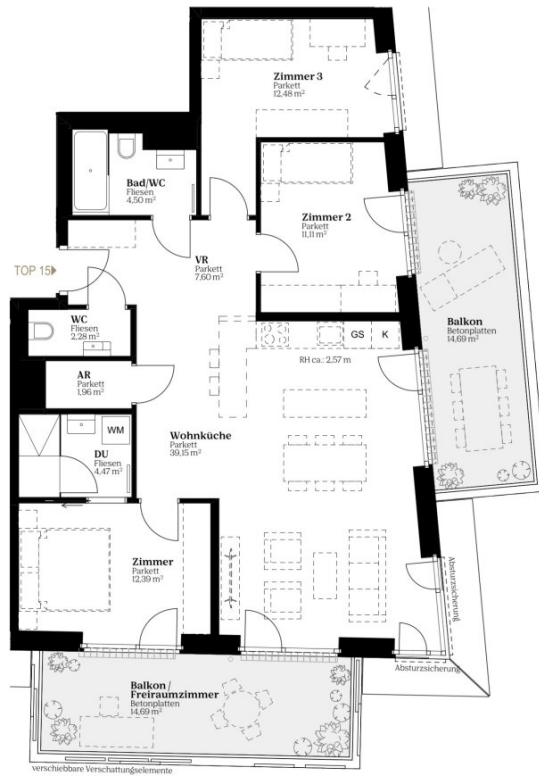 Zimmer 3
Parkett
12,48 m²
Bad/WC
Fliesen
4,50 m²
Zimmer 2
Parkett
11,11 m²
VR
Parkett
7,60 m²
TOP 15
WC
Fliesen
2,28 m²
GS
K
RH ca.: 2,57 m
Balkon
Betonplatten
14,69 m²
AR
Parkett
1,96 m²
WM
DU
Fliesen
4,47 m²
Wohnküche
Parkett
39,15 m²
Zimmer
Parkett
12,39 m²
Absturzsicherung
Absturzsicherung
Balkon/
Freiraumzimmer
Betonplatten
14,69 m²
verschiebbare Verschattungselemente